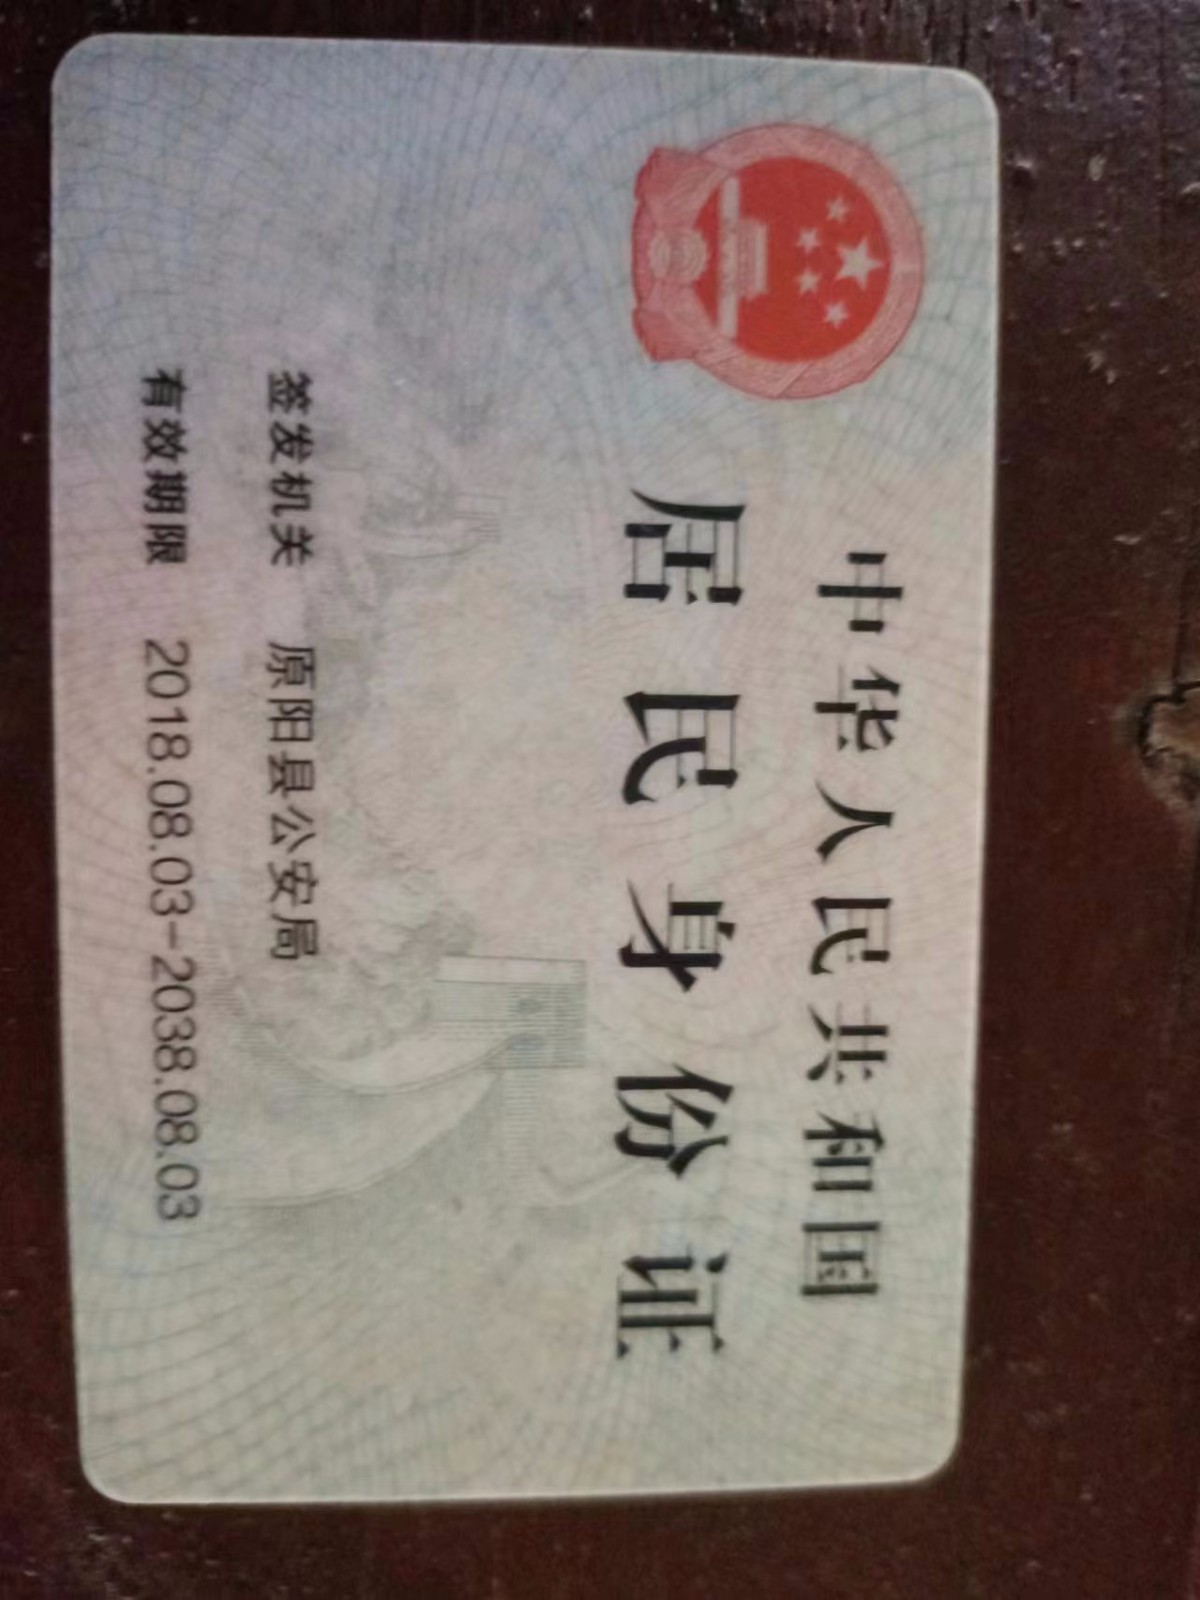 中华人民共和国
居民身份证
签发机关 原阳县公安局
有效期限 2018.08.03-2038.08.03